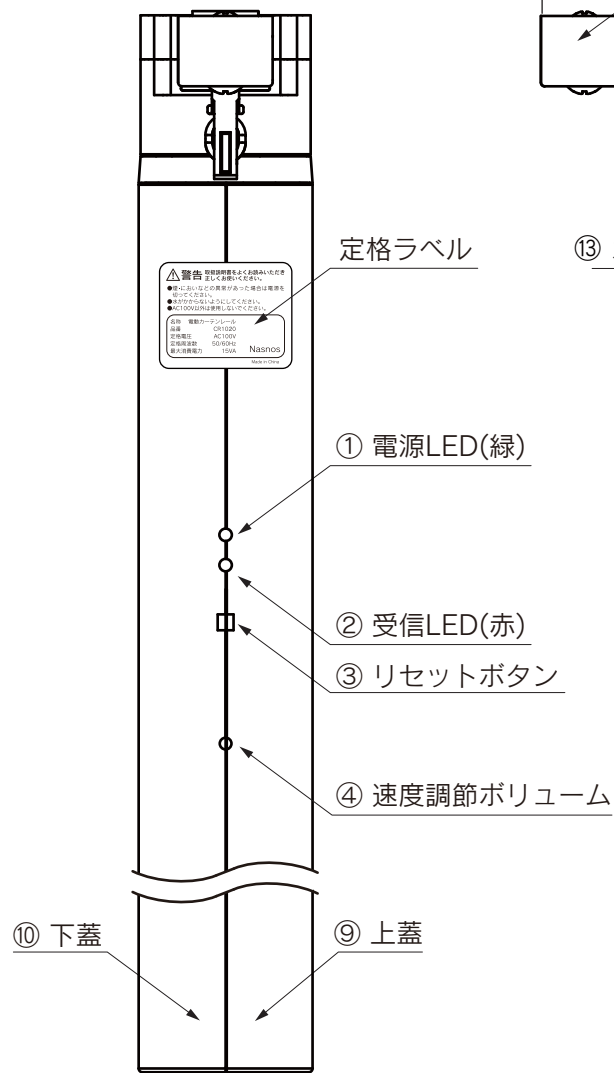 定格ラベル
⑬
警告 取扱説明書をよくお読みいただき
正しくお使いください。
●煙・においなどの異常があった場合は電源を
切ってください。
●水がかからないようにしてください。
●AC100V以外は使用しないでください。
名称 電動カーテンレール
品番 CR1020
定格電圧 AC100V
定格周波数 50/60Hz
最大消費電力 15VA
Nasnos
Made in China
① 電源LED(緑)
② 受信LED(赤)
③ リセットボタン
④ 速度調節ボリューム
⑩ 下蓋
⑨ 上蓋